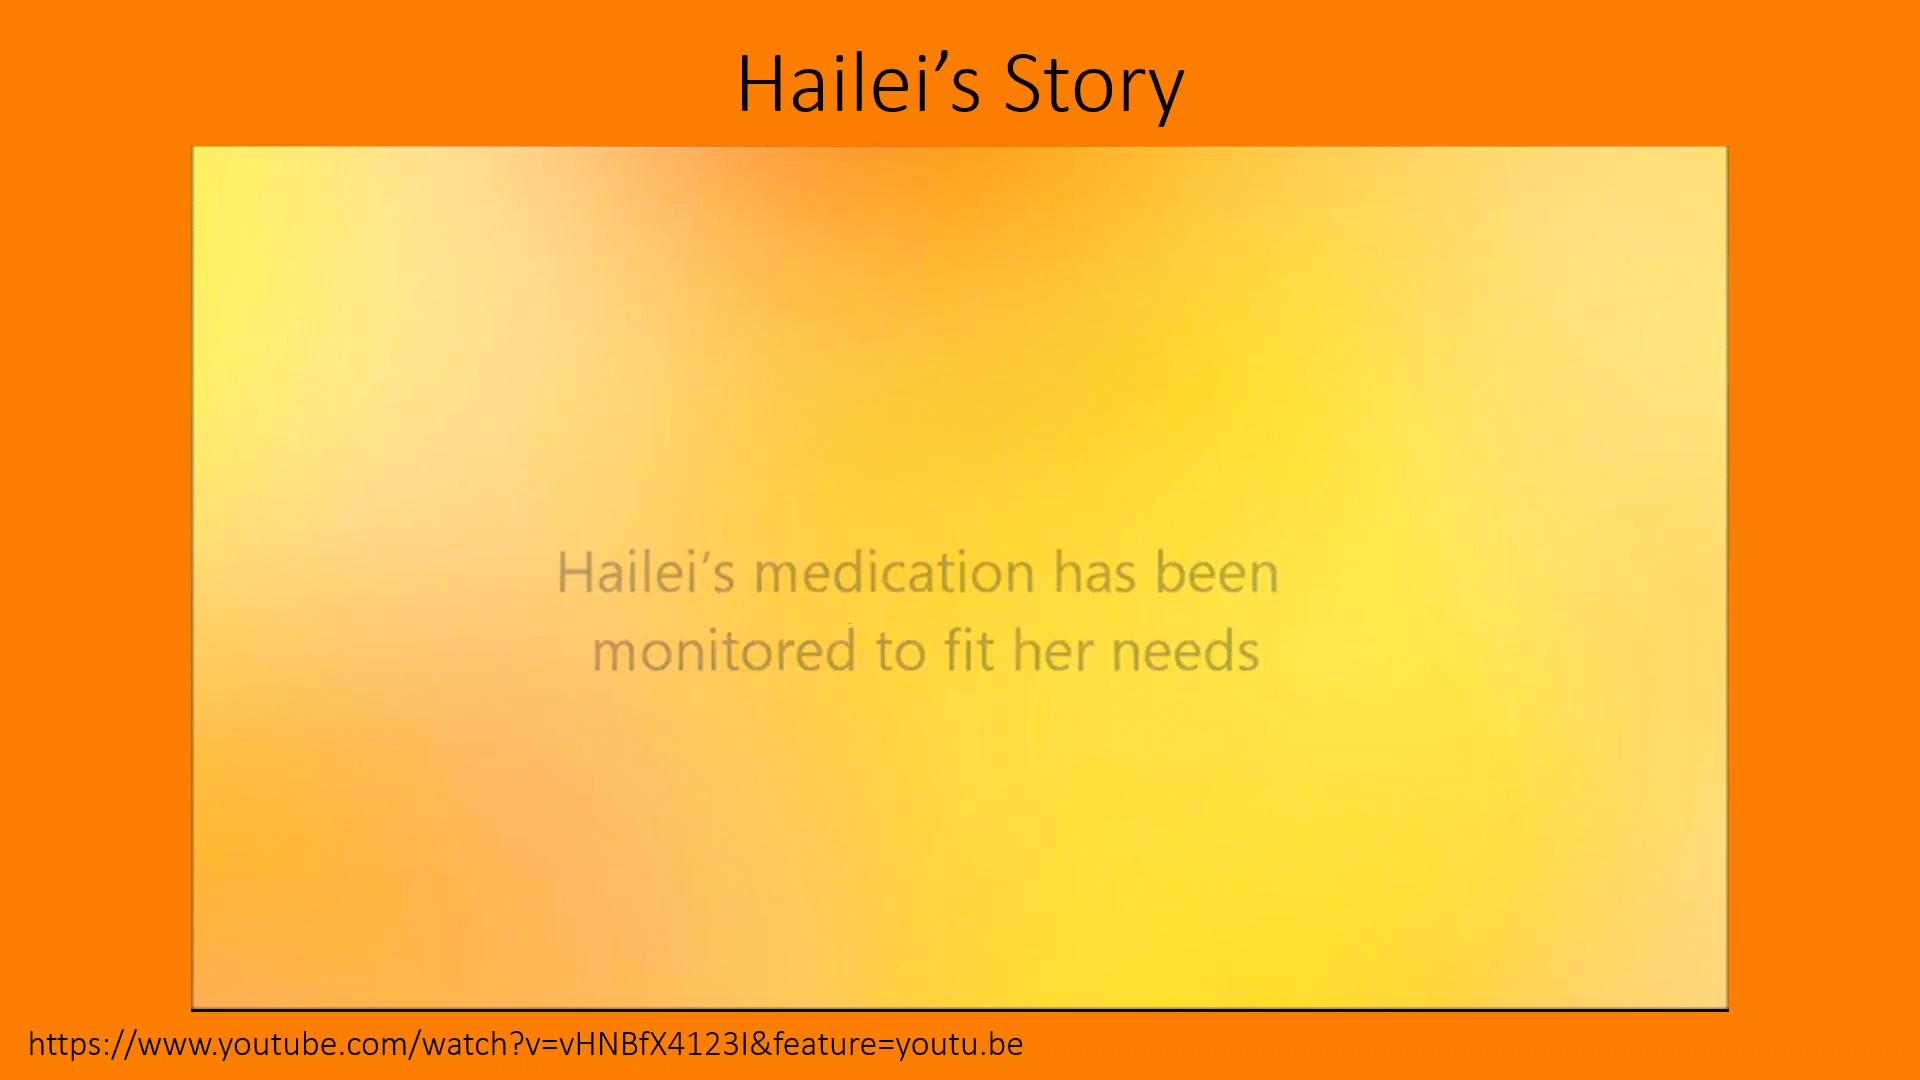 Hailei’s Story
Hailei’s medication has been
monitored to fit her needs
https://www.youtube.com/watch?v=vHNBfX4123I&feature=youtu.be